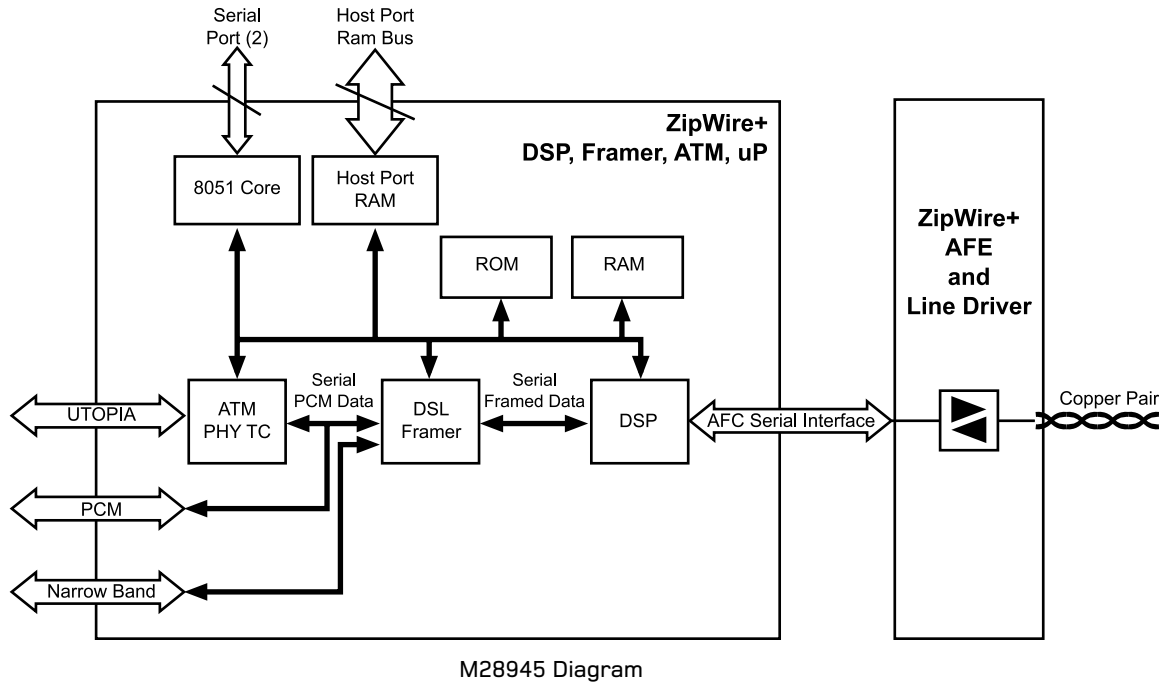 Serial
Port (2)
Host Port
Ram Bus
ZipWire+
DSP, Framer, ATM, uP
8051 Core
Host Port
RAM
ROM
RAM
ZipWire+
AFE
and
Line Driver
Serial
PCM Data
Serial
Framed Data
UTOPIA
ATM
PHY TC
DSL
Framer
DSP
AFC Serial Interface
Copper Pair
PCM
Narrow Band
M28945 Diagram